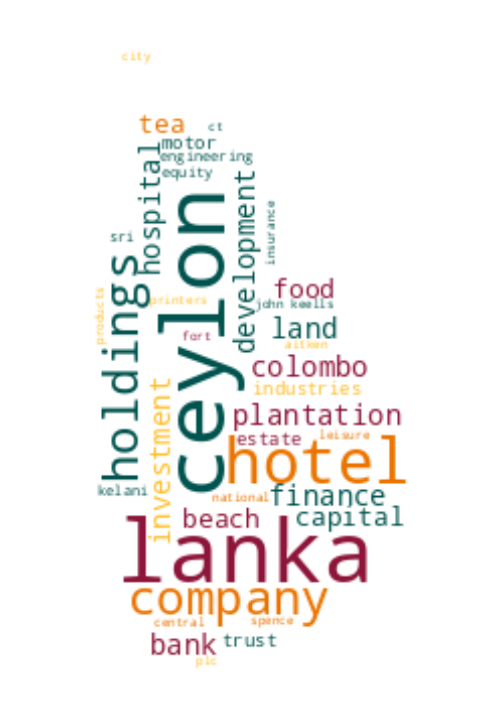 city
tea
ct
motor
engineering
equity
hospital
ceylon
development
insurance
sri
holdings
products
printers
food
john keells
fort
land
aitken
colombo
industries
investment
plantation
estate
leisure
hotel
kelani
national
finance
beach
capital
lanka
company
central
spence
bank
trust
plc